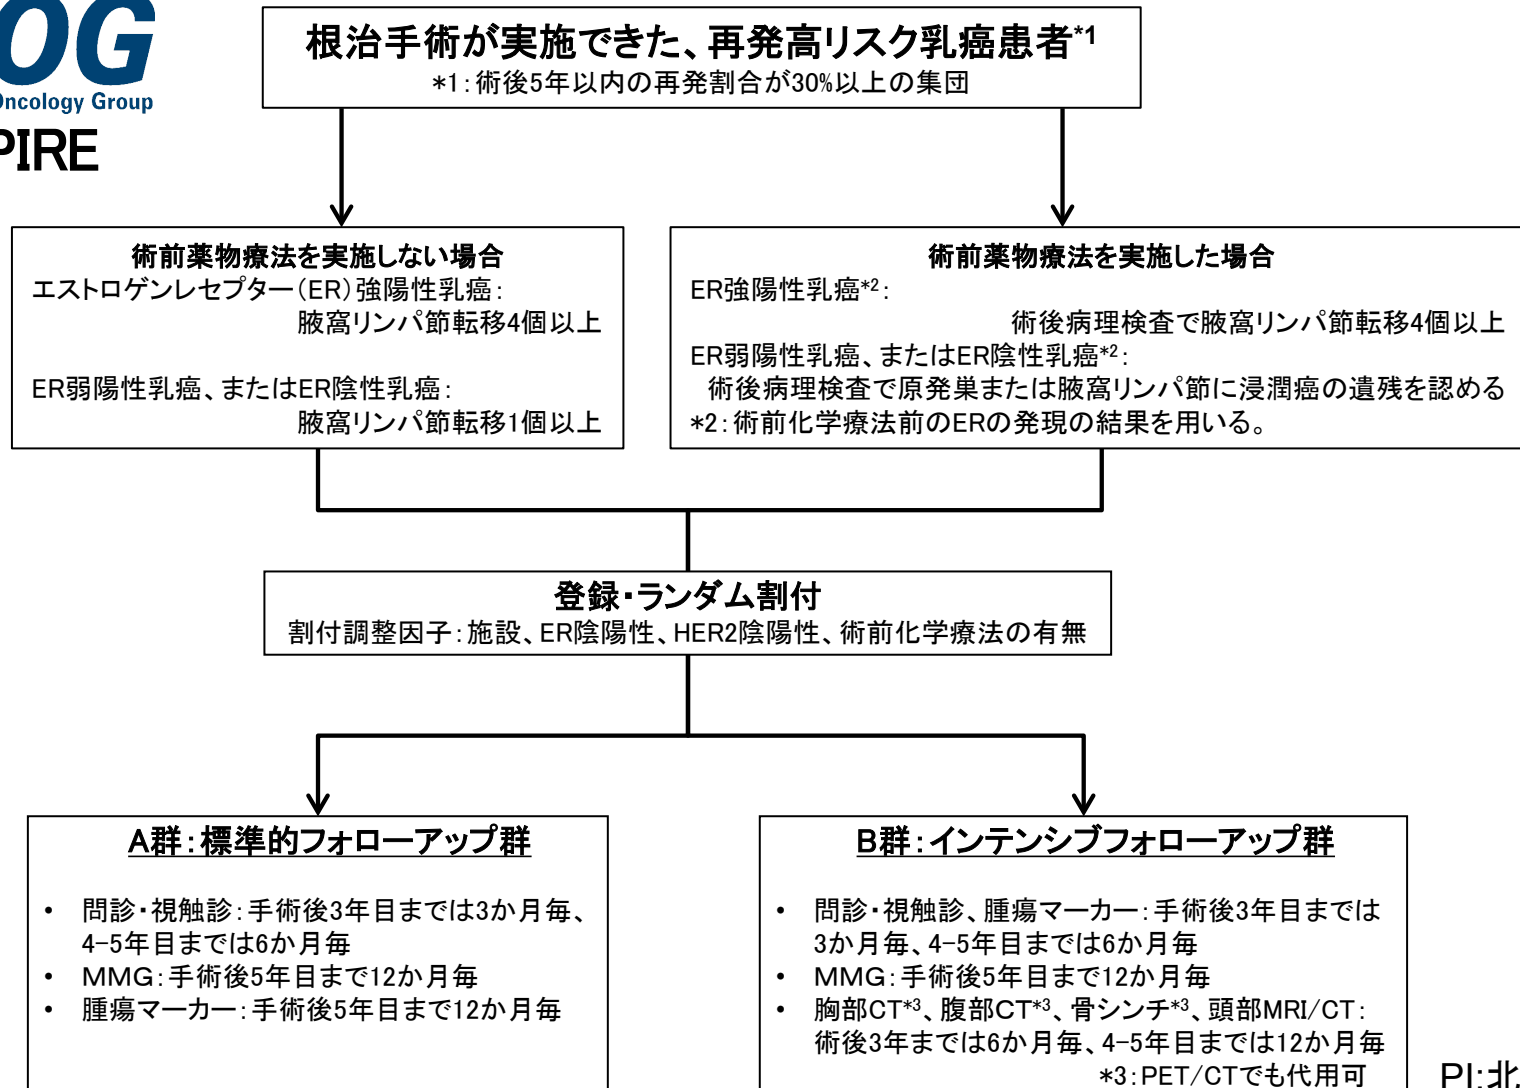 OG
Oncology Group
PIRE
根治手術が実施できた、再発高リスク乳癌患者*1
*1：術後5年以内の再発割合が30%以上の集団
術前薬物療法を実施しない場合
エストロゲンレセプター（ER）強陽性乳癌：
腋窩リンパ節転移4個以上
ER弱陽性乳癌、またはER陰性乳癌：
腋窩リンパ節転移1個以上
術前薬物療法を実施した場合
ER強陽性乳癌*2：
術後病理検査で腋窩リンパ節転移4個以上
ER弱陽性乳癌、またはER陰性乳癌*2：
術後病理検査で原発巣または腋窩リンパ節に浸潤癌の遺残を認める
*2：術前化学療法前のERの発現の結果を用いる。
登録・ランダム割付
割付調整因子：施設、ER陰陽性、HER2陰陽性、術前化学療法の有無
A群：標準的フォローアップ群
• 問診・視触診：手術後3年目までは3か月毎、
4-5年目までは6か月毎
• MMG：手術後5年目まで12か月毎
• 腫瘍マーカー：手術後5年目まで12か月毎
B群：インテンシブフォローアップ群
• 問診・視触診、腫瘍マーカー：手術後3年目までは
3か月毎、4-5年目までは6か月毎
• MMG：手術後5年目まで12か月毎
• 胸部CT*3、腹部CT*3、骨シンチ*3、頭部MRI/CT：
術後3年までは6か月毎、4-5年目までは12か月毎
*3：PET/CTでも代用可
PI:北